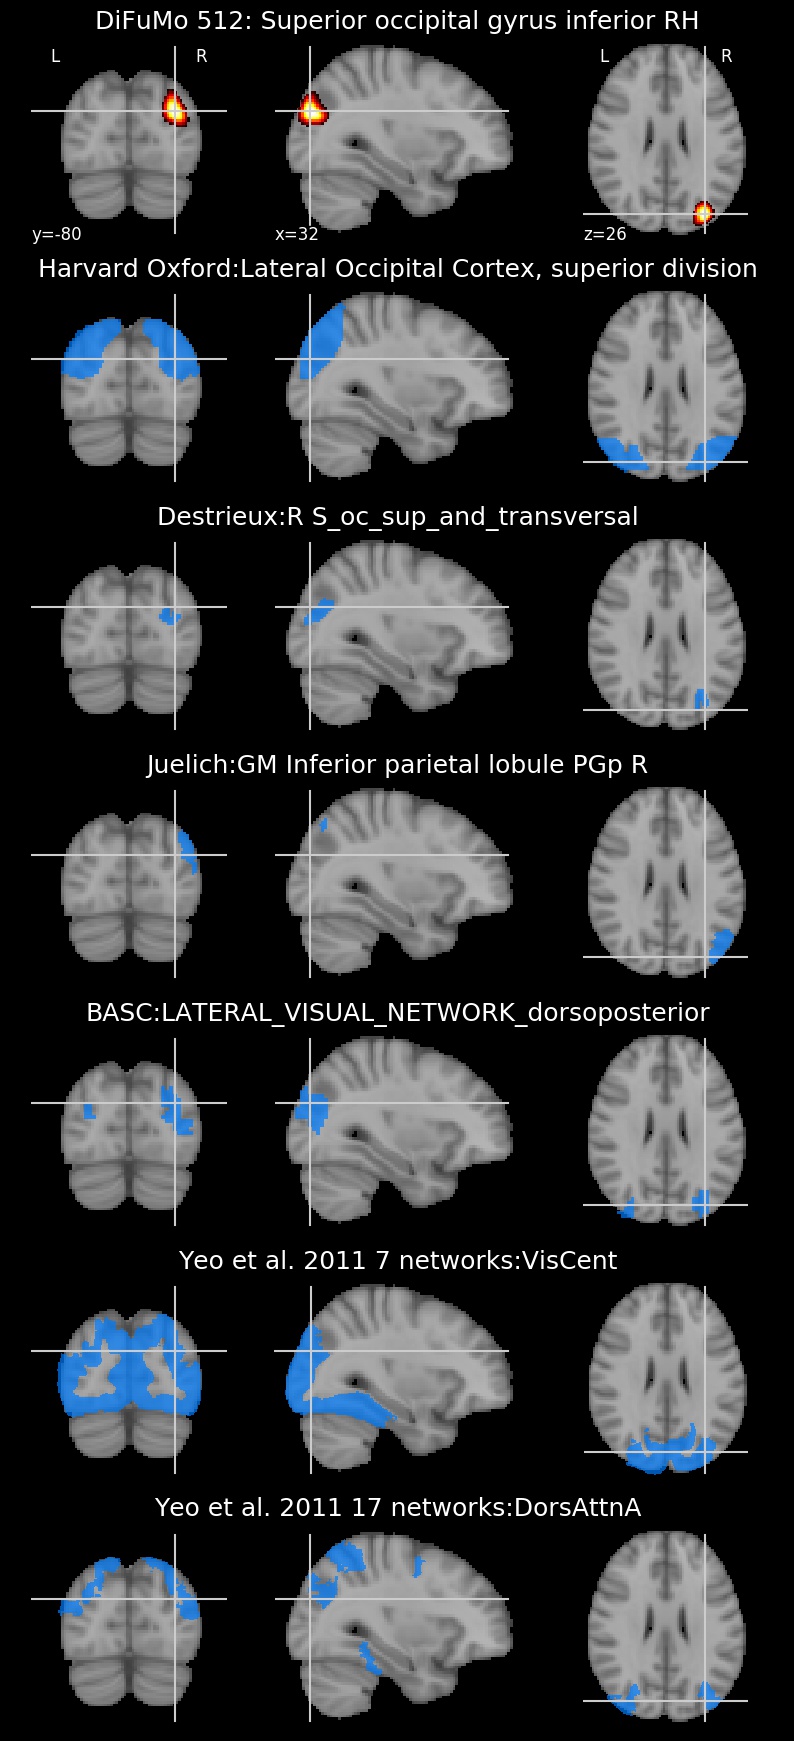 DiFuMo 512: Superior occipital gyrus inferior RH
L R L R
y=-80 x=32 z=26
Harvard Oxford:Lateral Occipital Cortex, superior division
Destrieux:R S_oc_sup_and_transversal
Juelich:GM Inferior parietal lobule PGp R
BASC:LATERAL_VISUAL_NETWORK_dorsoposterior
Yeo et al. 2011 7 networks:VisCent
Yeo et al. 2011 17 networks:DorsAttnA